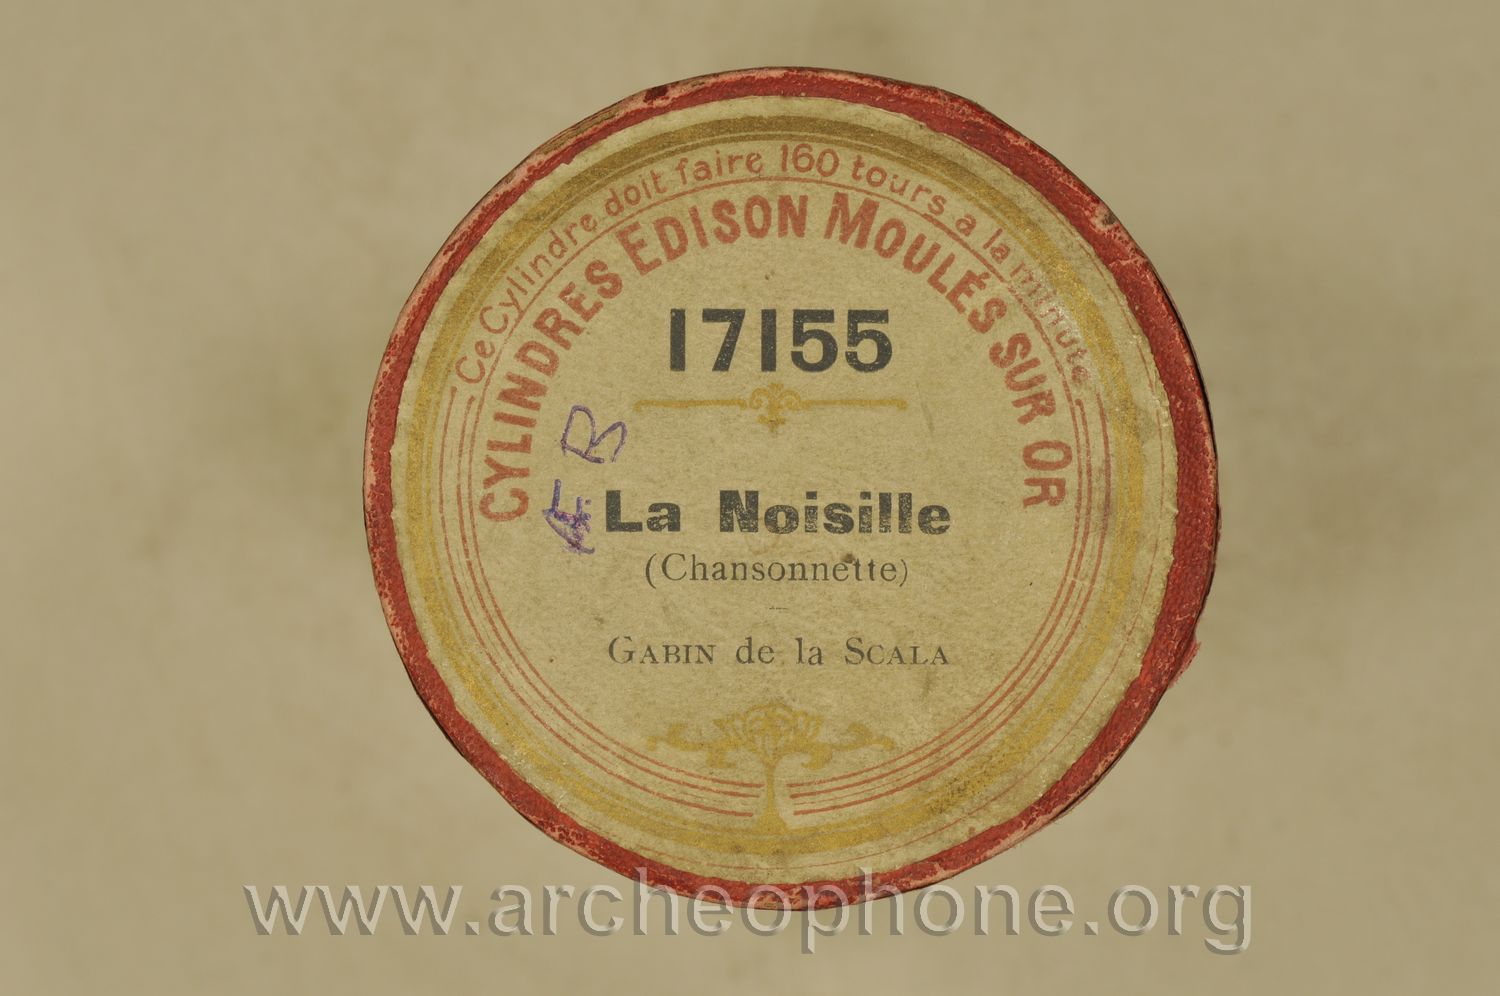 Ce Cylindre doit faire 160 tours à la minute
CYLINDRES EDISON MOULÉS SUR OR
17155
B
La Noisille
(Chansonnette)
GABIN de la SCALA
www.archeophone.org